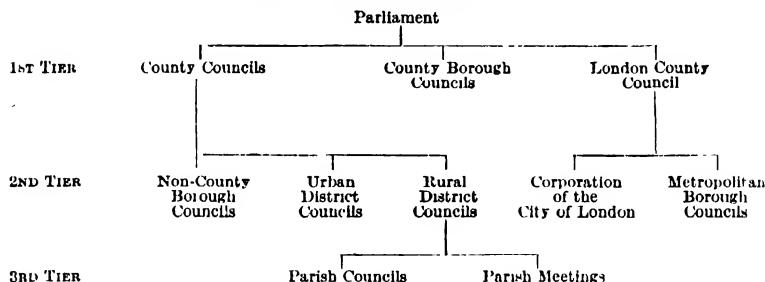 Parliament
1ST TIER County Councils County Borough Councils London County Council
2ND TIER Non-County Borough Councils Urban District Councils Rural District Councils Corporation of the City of London Metropolitan Borough Councils
3RD TIER Parish Councils Parish Meetings